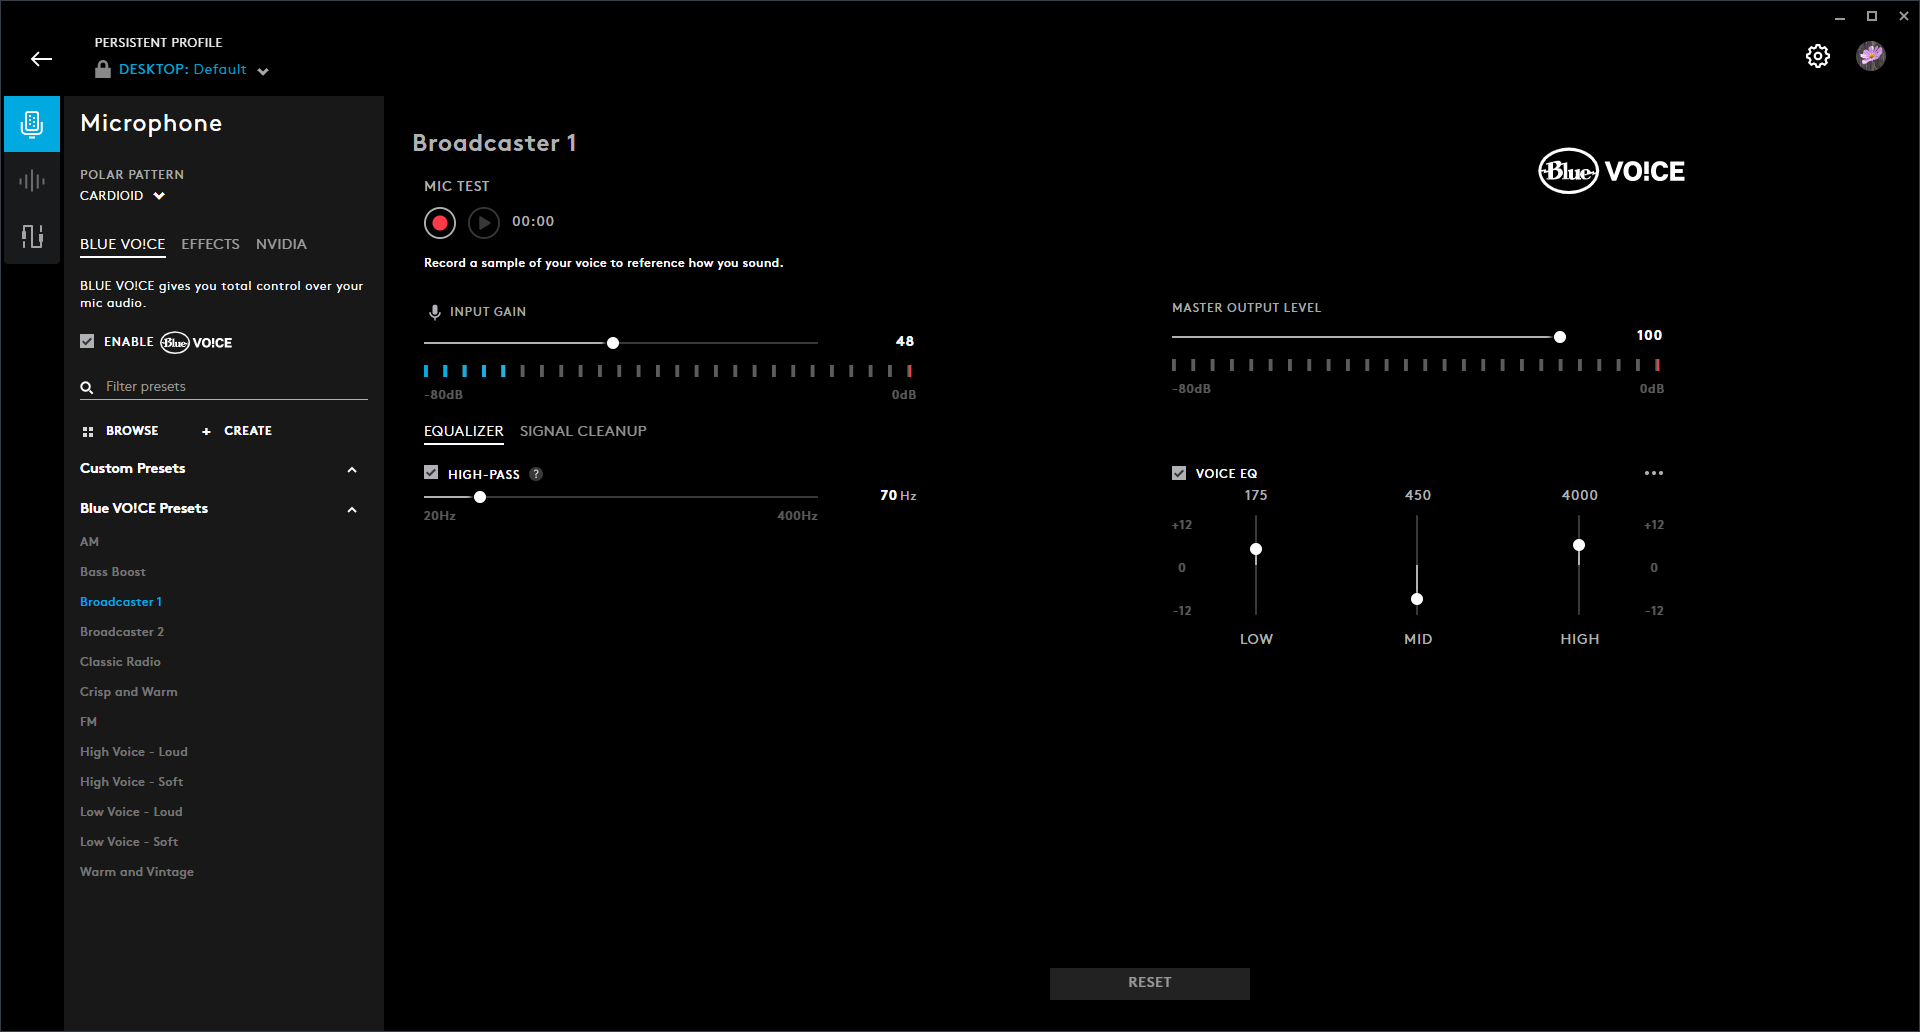 PERSISTENT PROFILE
DESKTOP: Default
Microphone
POLAR PATTERN
CARDIOID
BLUE VO!CE EFFECTS NVIDIA
BLUE VO!CE gives you total control over your
mic audio.
ENABLE Blue VO!CE
Filter presets
BROWSE + CREATE
Custom Presets
Blue VO!CE Presets
AM
Bass Boost
Broadcaster 1
Broadcaster 2
Classic Radio
Crisp and Warm
FM
High Voice - Loud
High Voice - Soft
Low Voice - Loud
Low Voice - Soft
Warm and Vintage
Broadcaster 1
Blue VO!CE
MIC TEST
00:00
Record a sample of your voice to reference how you sound.
INPUT GAIN
48
-80dB 0dB
MASTER OUTPUT LEVEL
100
-80dB 0dB
EQUALIZER SIGNAL CLEANUP
HIGH-PASS ?
70 Hz
20Hz 400Hz
VOICE EQ
175 450 4000
+12 +12
0 0
-12 -12
LOW MID HIGH
RESET